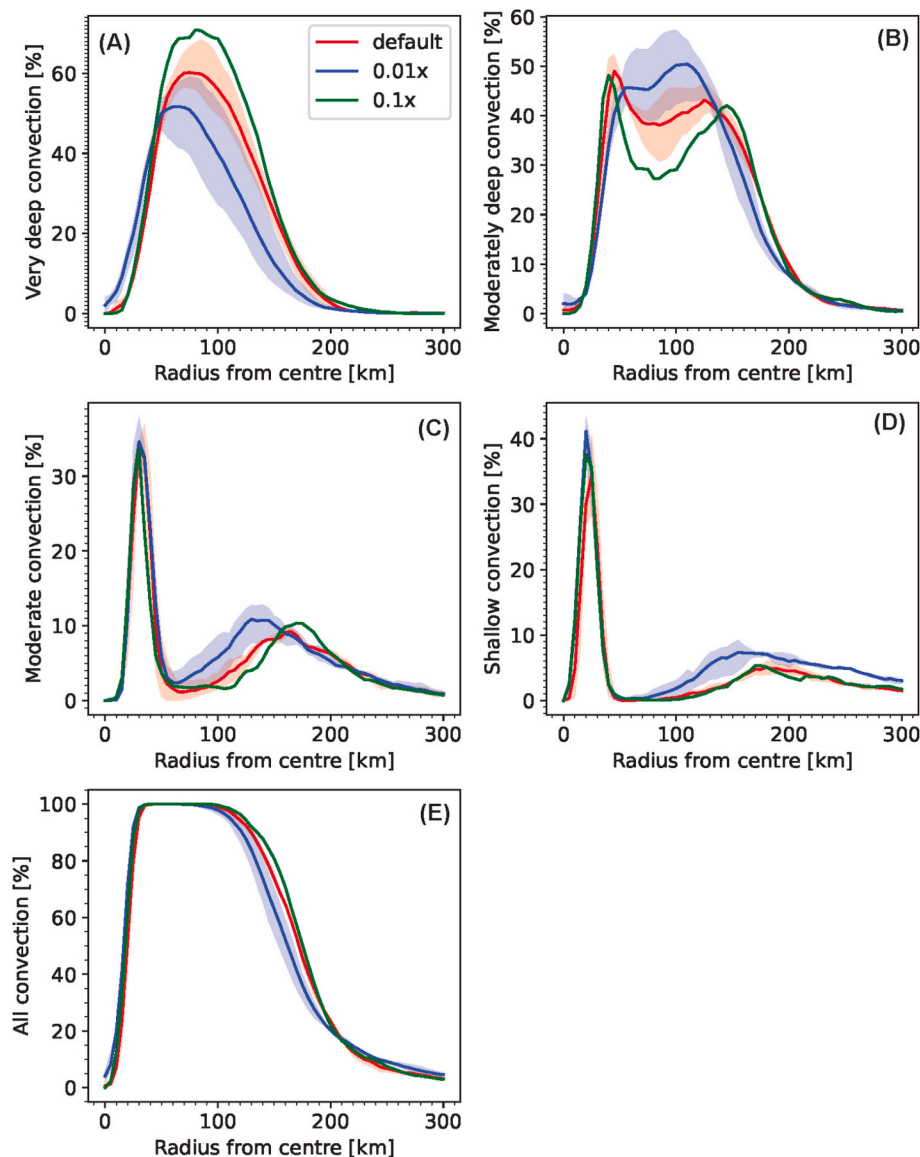 (A)
default
0.01x
0.1x
Very deep convection [%]
60
40
20
0
0 100 200 300
Radius from centre [km]
(B)
Moderately deep convection [%]
60
50
40
30
20
10
0
0 100 200 300
Radius from centre [km]
(C)
Moderate convection [%]
30
20
10
0
0 100 200 300
Radius from centre [km]
(D)
Shallow convection [%]
40
30
20
10
0
0 100 200 300
Radius from centre [km]
(E)
All convection [%]
100
80
60
40
20
0
0 100 200 300
Radius from centre [km]